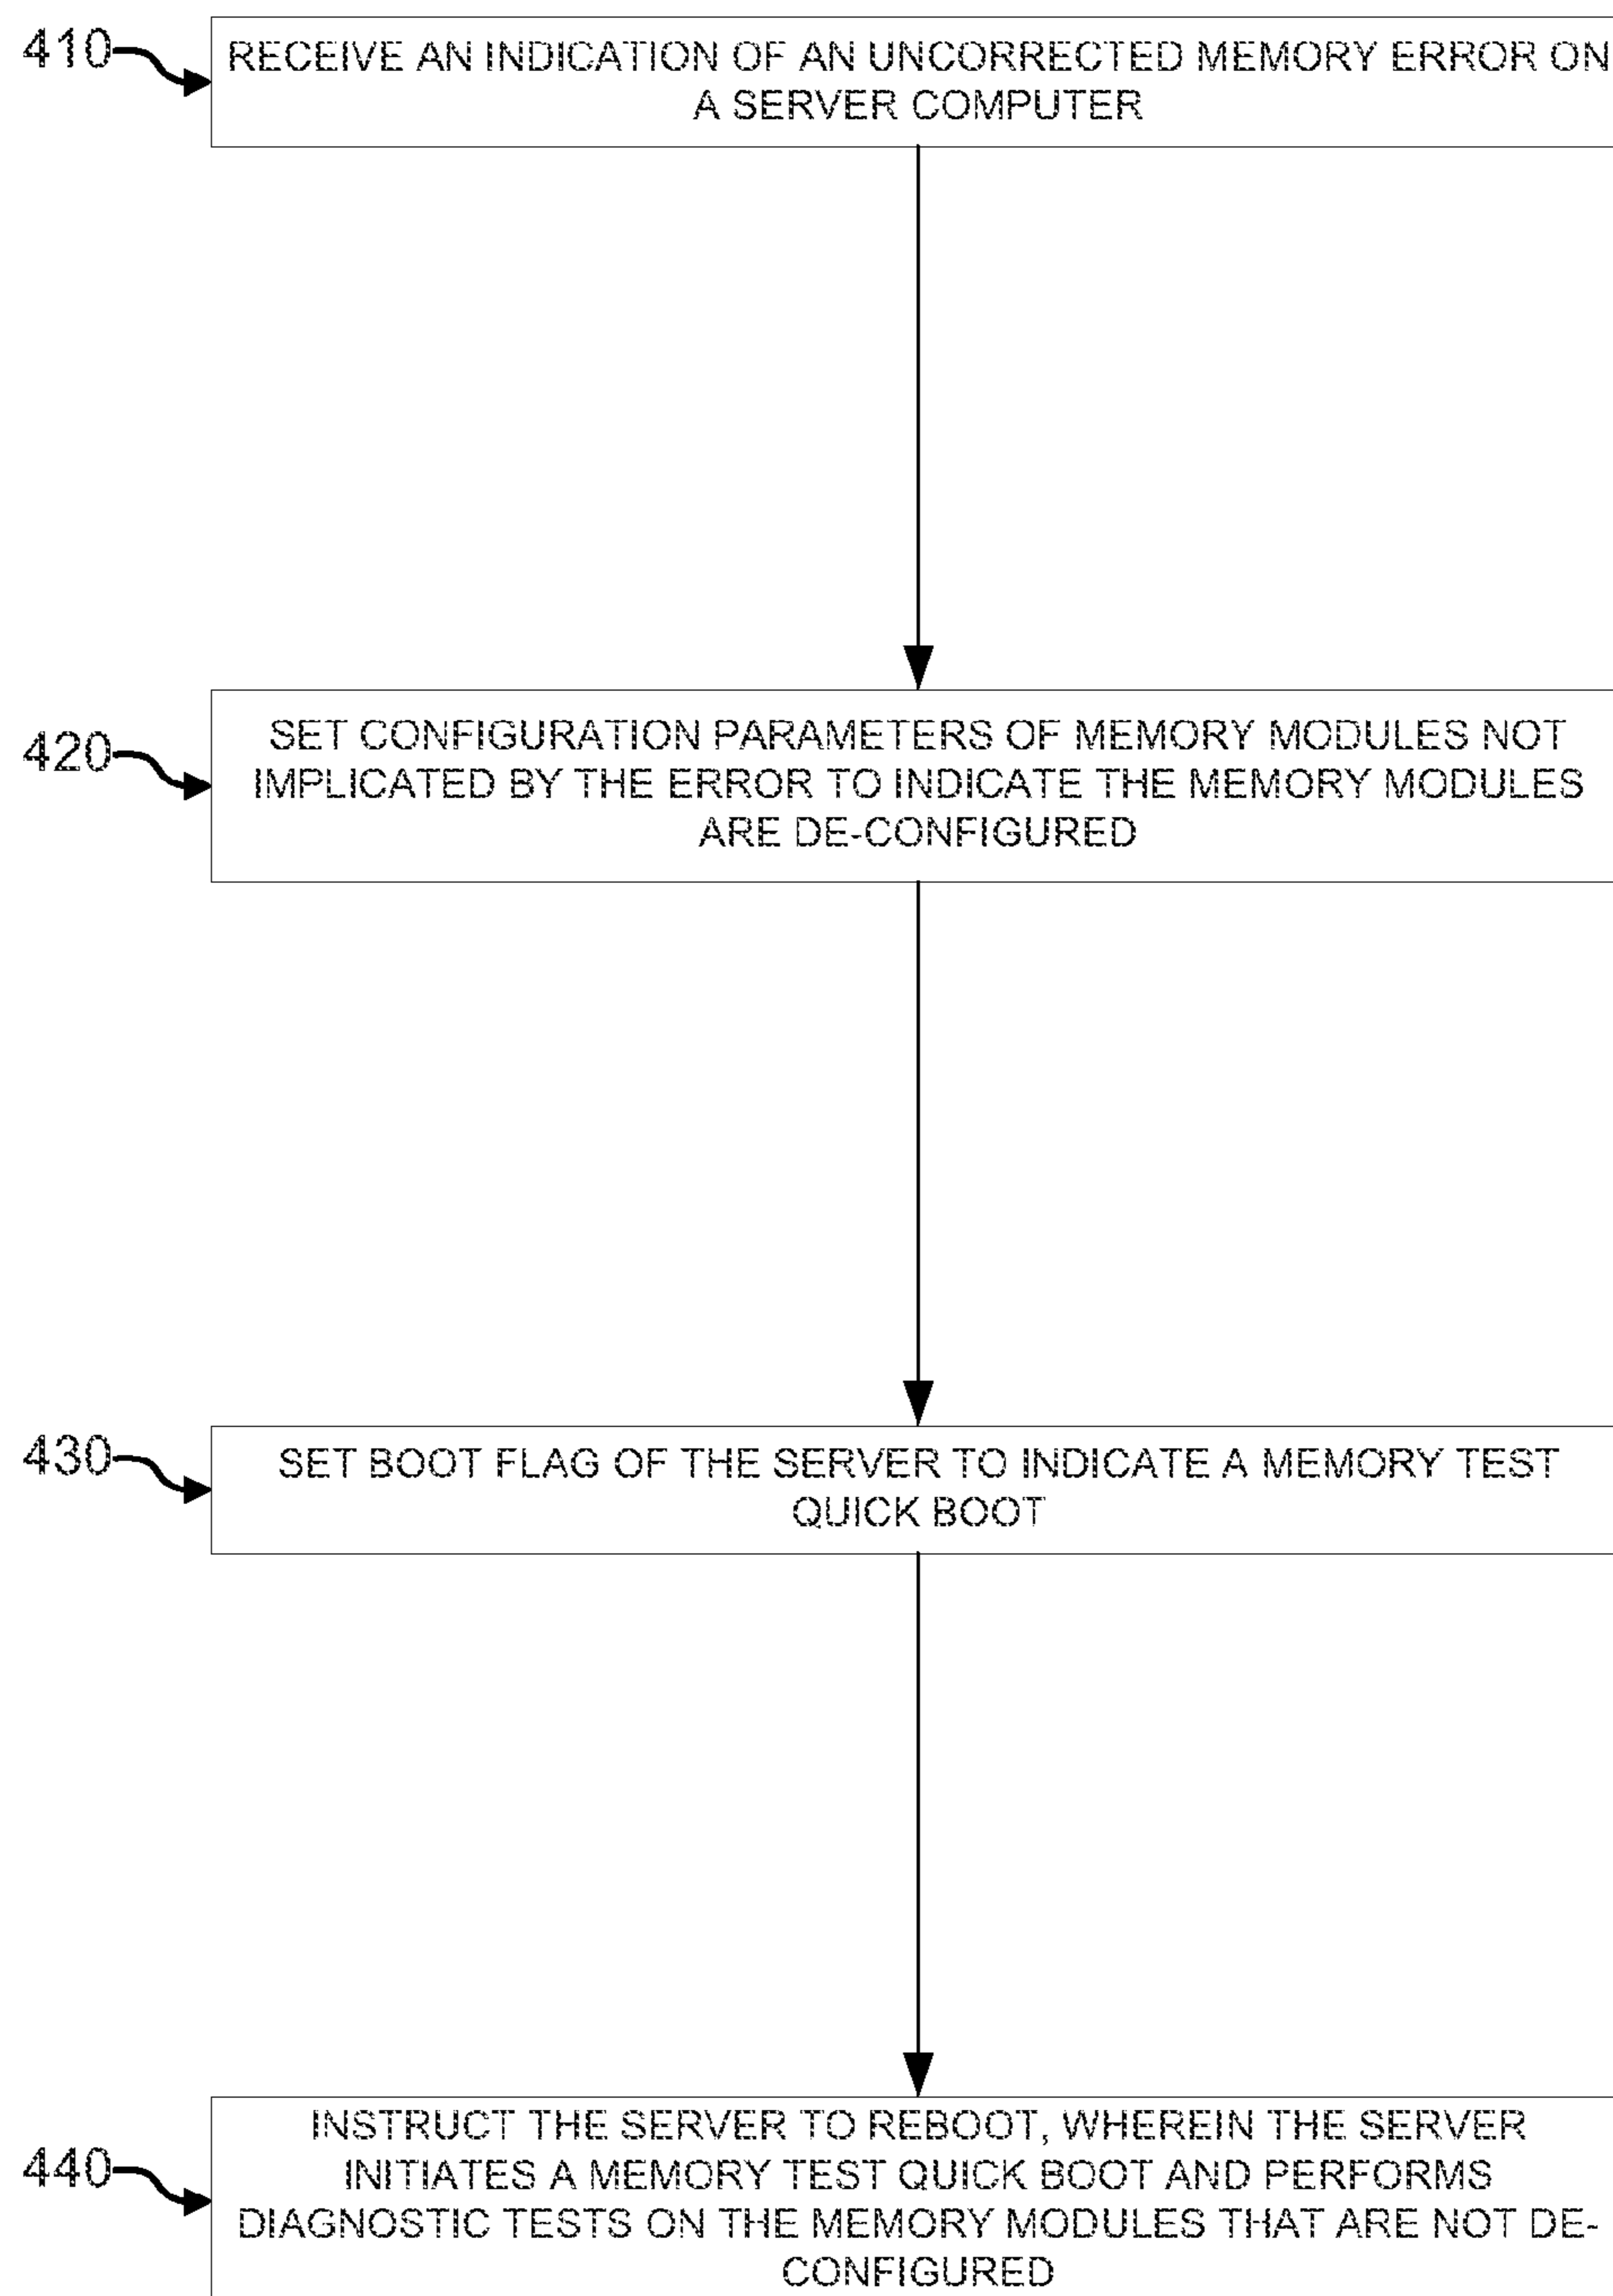 410
RECEIVE AN INDICATION OF AN UNCORRECTED MEMORY ERROR ON
A SERVER COMPUTER
420
SET CONFIGURATION PARAMETERS OF MEMORY MODULES NOT
IMPLICATED BY THE ERROR TO INDICATE THE MEMORY MODULES
ARE DE-CONFIGURED
430
SET BOOT FLAG OF THE SERVER TO INDICATE A MEMORY TEST
QUICK BOOT
440
INSTRUCT THE SERVER TO REBOOT, WHEREIN THE SERVER
INITIATES A MEMORY TEST QUICK BOOT AND PERFORMS
DIAGNOSTIC TESTS ON THE MEMORY MODULES THAT ARE NOT DE-
CONFIGURED